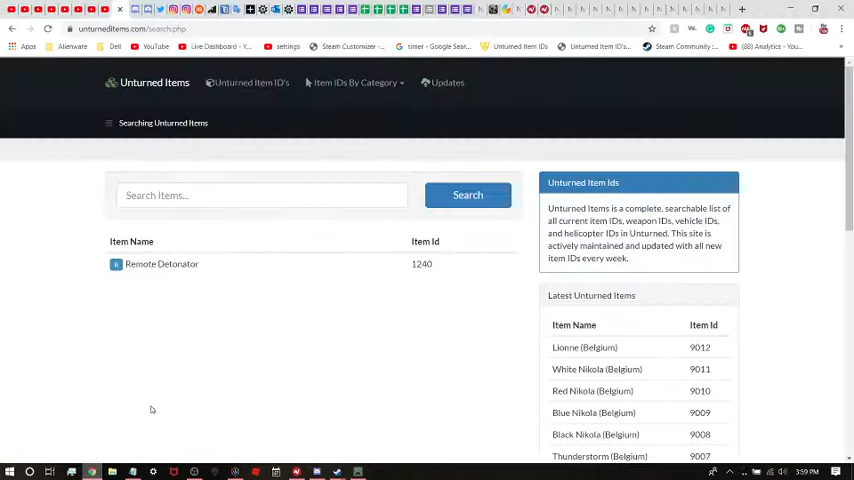 unturneditems.com/search.php
Apps
Alienware
Dell
YouTube
Live Dashboard - Y...
settings
Steam Customizer -...
timer - Google Sear...
Unturned Item IDs
Unturned Item ID's...
Steam Community :...
(88) Analytics - You...
Unturned Items
Unturned Item ID's
Item IDs By Category
Updates
Searching Unturned Items
Search Items...
Search
Item Name Item Id
R Remote Detonator 1240
Unturned Item Ids
Unturned Items is a complete, searchable list of
all current item IDs, weapon IDs, vehicle IDs,
and helicopter IDs in Unturned. This site is
actively maintained and updated with all new
item IDs every week.
Latest Unturned Items
Item Name Item Id
Lionne (Belgium) 9012
White Nikola (Belgium) 9011
Red Nikola (Belgium) 9010
Blue Nikola (Belgium) 9009
Black Nikola (Belgium) 9008
Thunderstorm (Belgium) 9007
3:59 PM